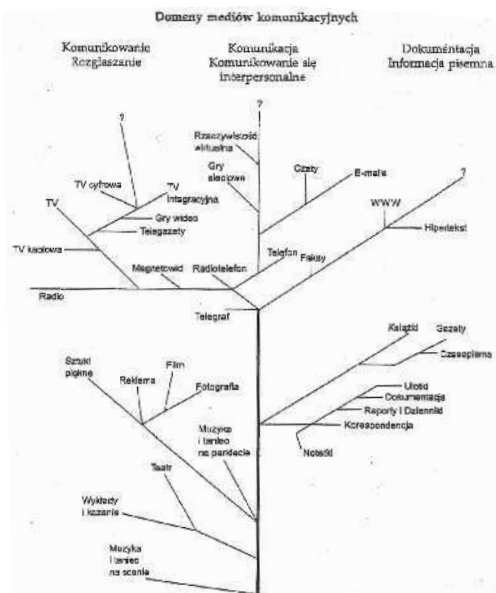 Domeny mediów komunikacyjnych
Komunikowanie
Rozgłaszanie
Komunikacja
Komunikowanie się
interpersonalne
Dokumentacja
Informacja pisemna
?
?
Rzeczywistość
wirtualna
Gry
sieciowe
Czaty
E-maile
?
TV cyfrowa
TV
integracyjna
TV
Gry wideo
Telegazety
WWW
Hipertekst
TV kablowa
Telefon
Faksy
Magnetowid
Radiotelefon
Radio
Telegraf
Książki
Gazety
Czasopisma
Sztuki
piękne
Film
Reklama
Fotografia
Ulotki
Dokumentacja
Raporty i Dzienniki
Korespondencja
Notatki
Muzyka
i taniec
na parkiecie
Teatr
Wykłady
i kazania
Muzyka
i taniec
na scenie